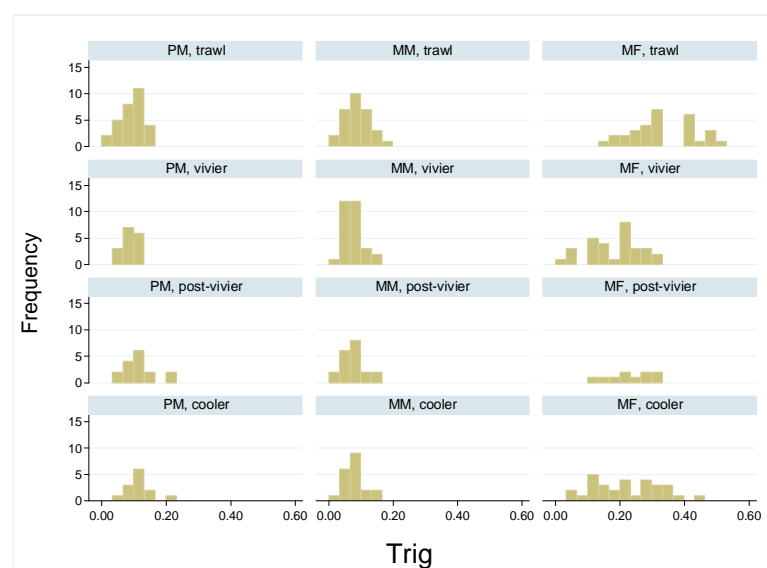 PM, trawl MM, trawl MF, trawl
15
10
5
0
PM, vivier MM, vivier MF, vivier
15
10
5
0
PM, post-vivier MM, post-vivier MF, post-vivier
15
10
5
0
PM, cooler MM, cooler MF, cooler
15
10
5
0
0.00 0.20 0.40 0.60 0.00 0.20 0.40 0.60 0.00 0.20 0.40 0.60
Frequency
Trig